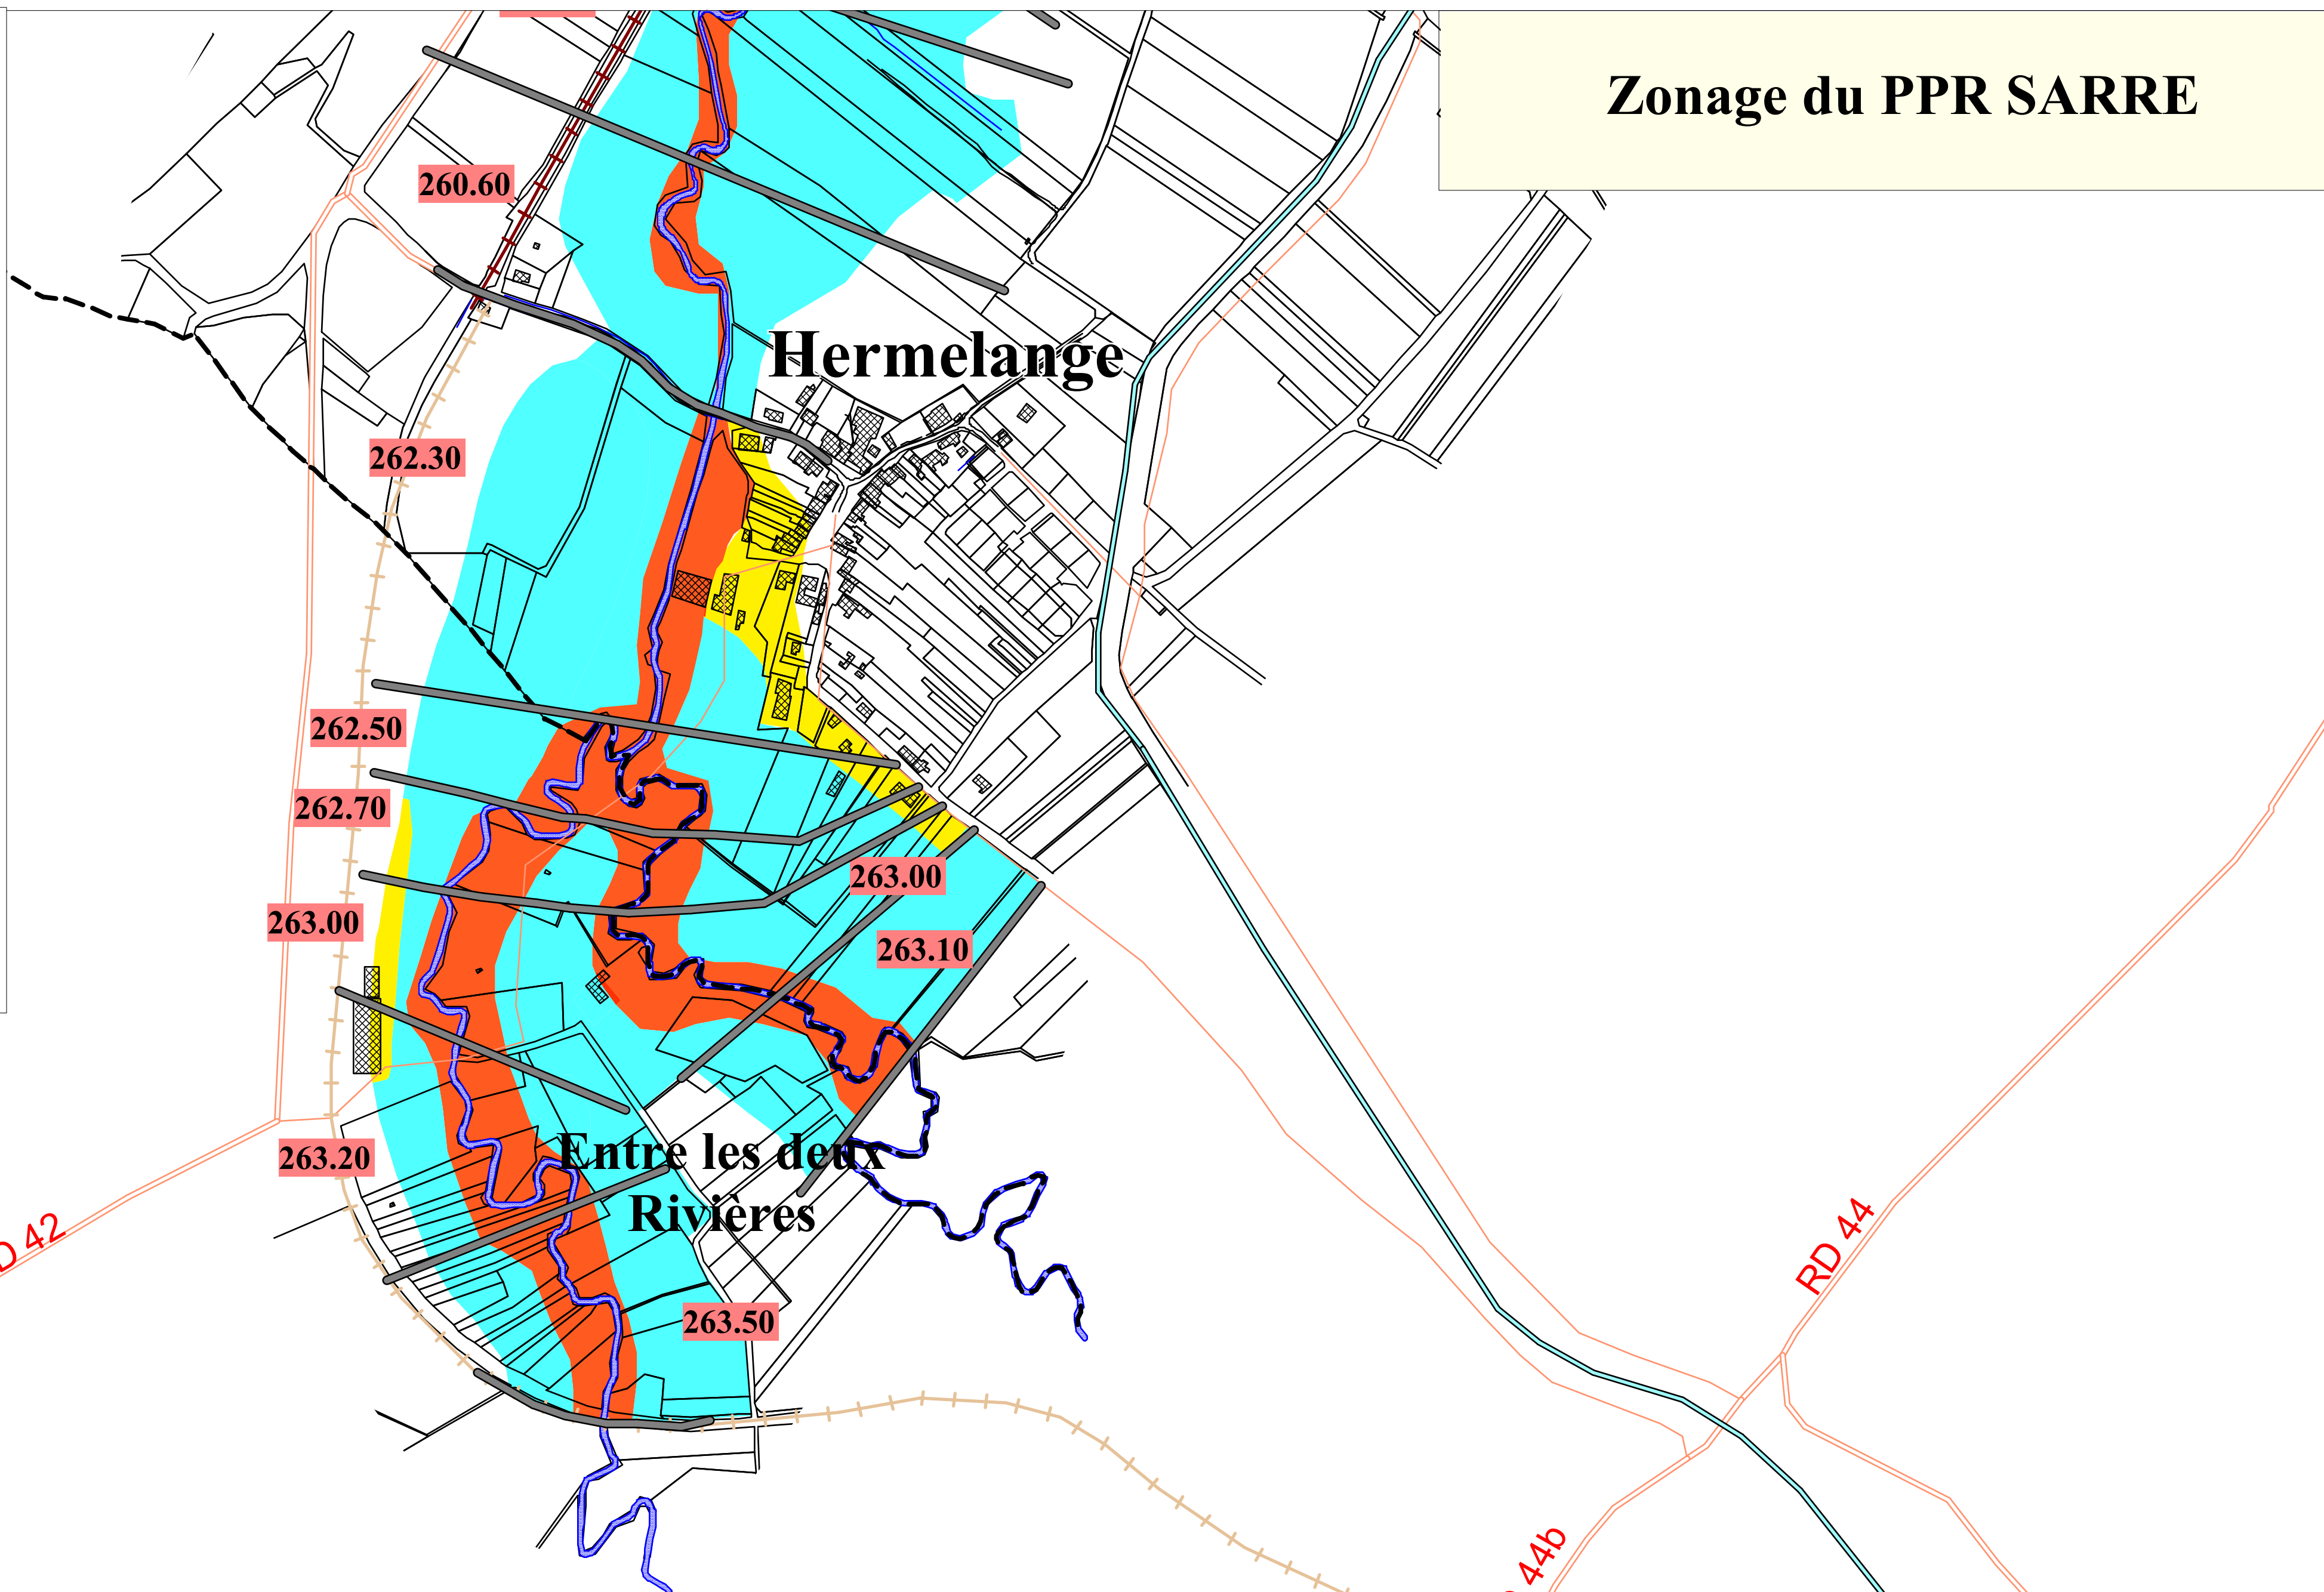 Zonage du PPR SARRE
260.60
Hermelange
262.30
262.50
262.70
263.00
263.00
263.10
Entre les deux
Rivières
263.20
263.50
D 42
RD 44
44b